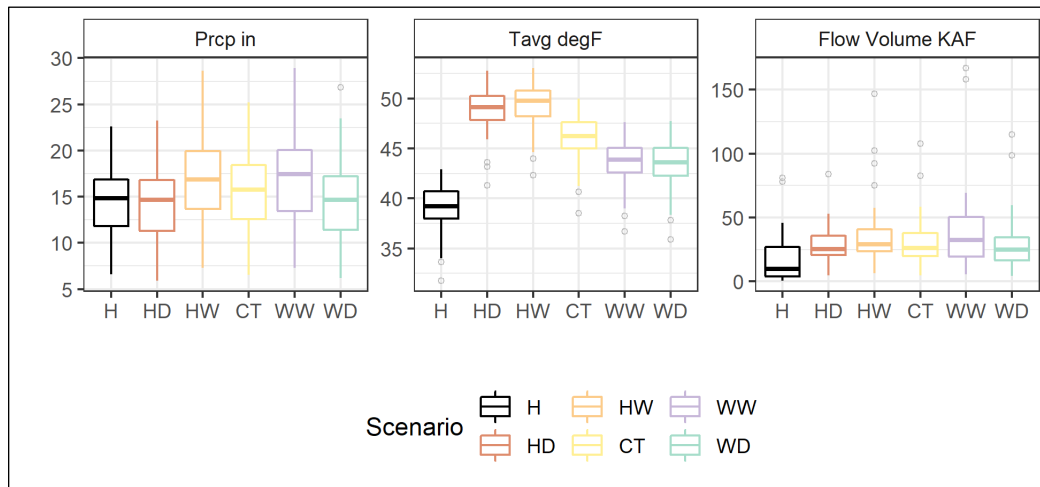 Prcp in
Tavg degF
Flow Volume KAF
30
25
20
15
10
5
50
45
40
35
150
100
50
0
H HD HW CT WW WD
H HD HW CT WW WD
H HD HW CT WW WD
Scenario
H HW WW
HD CT WD